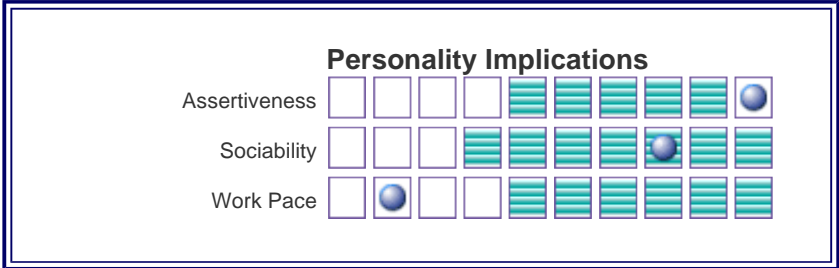 Personality Implications
Assertiveness
Sociability
Work Pace